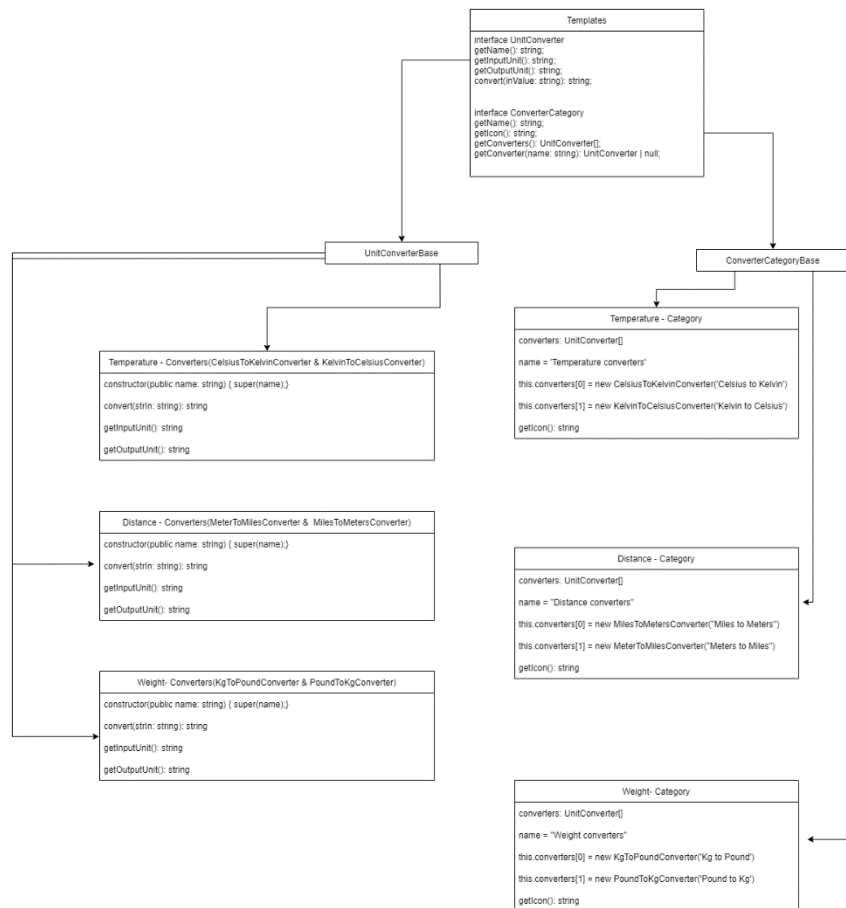 Templates
interface UnitConverter
getName(): string;
getInputUnit(): string;
getOutputUnit(): string;
convert(inValue: string): string;
interface ConverterCategory
getName(): string;
getIcon(): string;
getConverters(): UnitConverter[];
getConverter(name: string): UnitConverter | null;
UnitConverterBase
ConverterCategoryBase
Temperature - Converters(CelsiusToKelvinConverter & KelvinToCelsiusConverter)
constructor(public name: string) { super(name);}
convert(strIn: string): string
getInputUnit(): string
getOutputUnit(): string
Temperature - Category
converters: UnitConverter[]
name = 'Temperature converters'
this.converters[0] = new CelsiusToKelvinConverter('Celsius to Kelvin')
this.converters[1] = new KelvinToCelsiusConverter('Kelvin to Celsius')
getIcon(): string
Distance - Converters(MeterToMilesConverter & MilesToMetersConverter)
constructor(public name: string) { super(name);}
convert(strIn: string): string
getInputUnit(): string
getOutputUnit(): string
Distance - Category
converters: UnitConverter[]
name = "Distance converters"
this.converters[0] = new MilesToMetersConverter("Miles to Meters")
this.converters[1] = new MeterToMilesConverter("Meters to Miles")
getIcon(): string
Weight- Converters(KgToPoundConverter & PoundToKgConverter)
constructor(public name: string) { super(name);}
convert(strIn: string): string
getInputUnit(): string
getOutputUnit(): string
Weight- Category
converters: UnitConverter[]
name = "Weight converters"
this.converters[0] = new KgToPoundConverter('Kg to Pound')
this.converters[1] = new PoundToKgConverter('Pound to Kg')
getIcon(): string